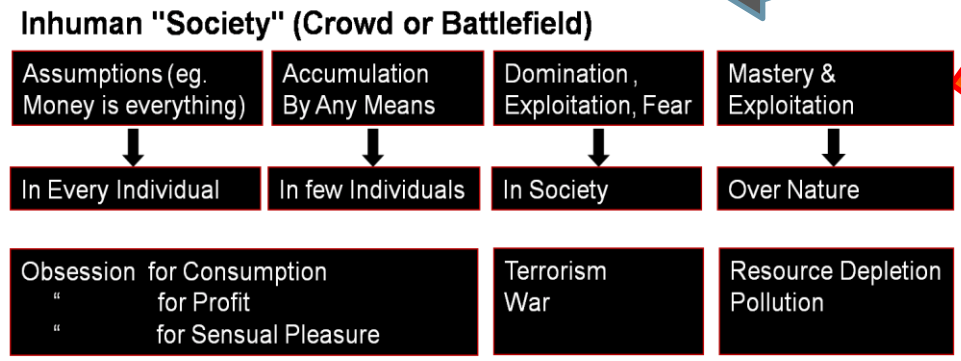 Inhuman "Society" (Crowd or Battlefield)
Assumptions (eg.
Money is everything)
Accumulation
By Any Means
Domination ,
Exploitation, Fear
Mastery &
Exploitation
In Every Individual
In few Individuals
In Society
Over Nature
Obsession for Consumption
“ for Profit
“ for Sensual Pleasure
Terrorism
War
Resource Depletion
Pollution